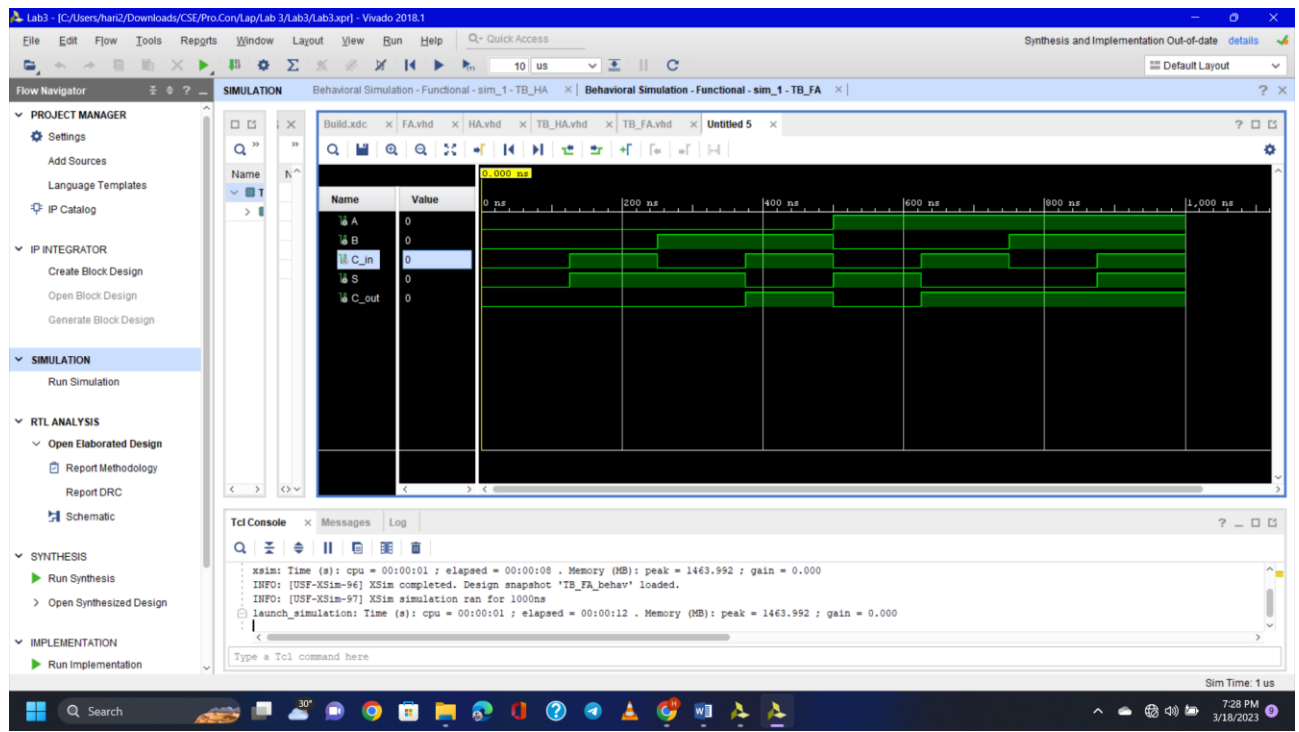 Lab3 - [C:/Users/hari2/Downloads/CSE/Pro.Con/Lap/Lab 3/Lab3/Lab3.xpr] - Vivado 2018.1
File Edit Flow Tools Reports Window Layout View Run Help Quick Access
Synthesis and Implementation Out-of-date details
10 us
Default Layout
Flow Navigator
SIMULATION Behavioral Simulation - Functional - sim_1 - TB_HA Behavioral Simulation - Functional - sim_1 - TB_FA
PROJECT MANAGER
Settings
Add Sources
Language Templates
IP Catalog
IP INTEGRATOR
Create Block Design
Open Block Design
Generate Block Design
SIMULATION
Run Simulation
RTL ANALYSIS
Open Elaborated Design
Report Methodology
Report DRC
Schematic
SYNTHESIS
Run Synthesis
Open Synthesized Design
IMPLEMENTATION
Run Implementation
Name N
T
Build.xdc FA.vhd HA.vhd TB_HA.vhd TB_FA.vhd Untitled 5
0.000 ns
Name Value
0 ns 200 ns 400 ns 600 ns 800 ns 1,000 ns
A 0
B 0
C_in 0
S 0
C_out 0
Tcl Console Messages Log
xsim: Time (s): cpu = 00:00:01 ; elapsed = 00:00:08 . Memory (MB): peak = 1463.992 ; gain = 0.000
INFO: [USF-XSim-96] XSim completed. Design snapshot 'TB_FA_behav' loaded.
INFO: [USF-XSim-97] XSim simulation ran for 1000ns
launch_simulation: Time (s): cpu = 00:00:01 ; elapsed = 00:00:12 . Memory (MB): peak = 1463.992 ; gain = 0.000
Type a Tcl command here
Sim Time: 1 us
Search
30°
7:28 PM
3/18/2023
9